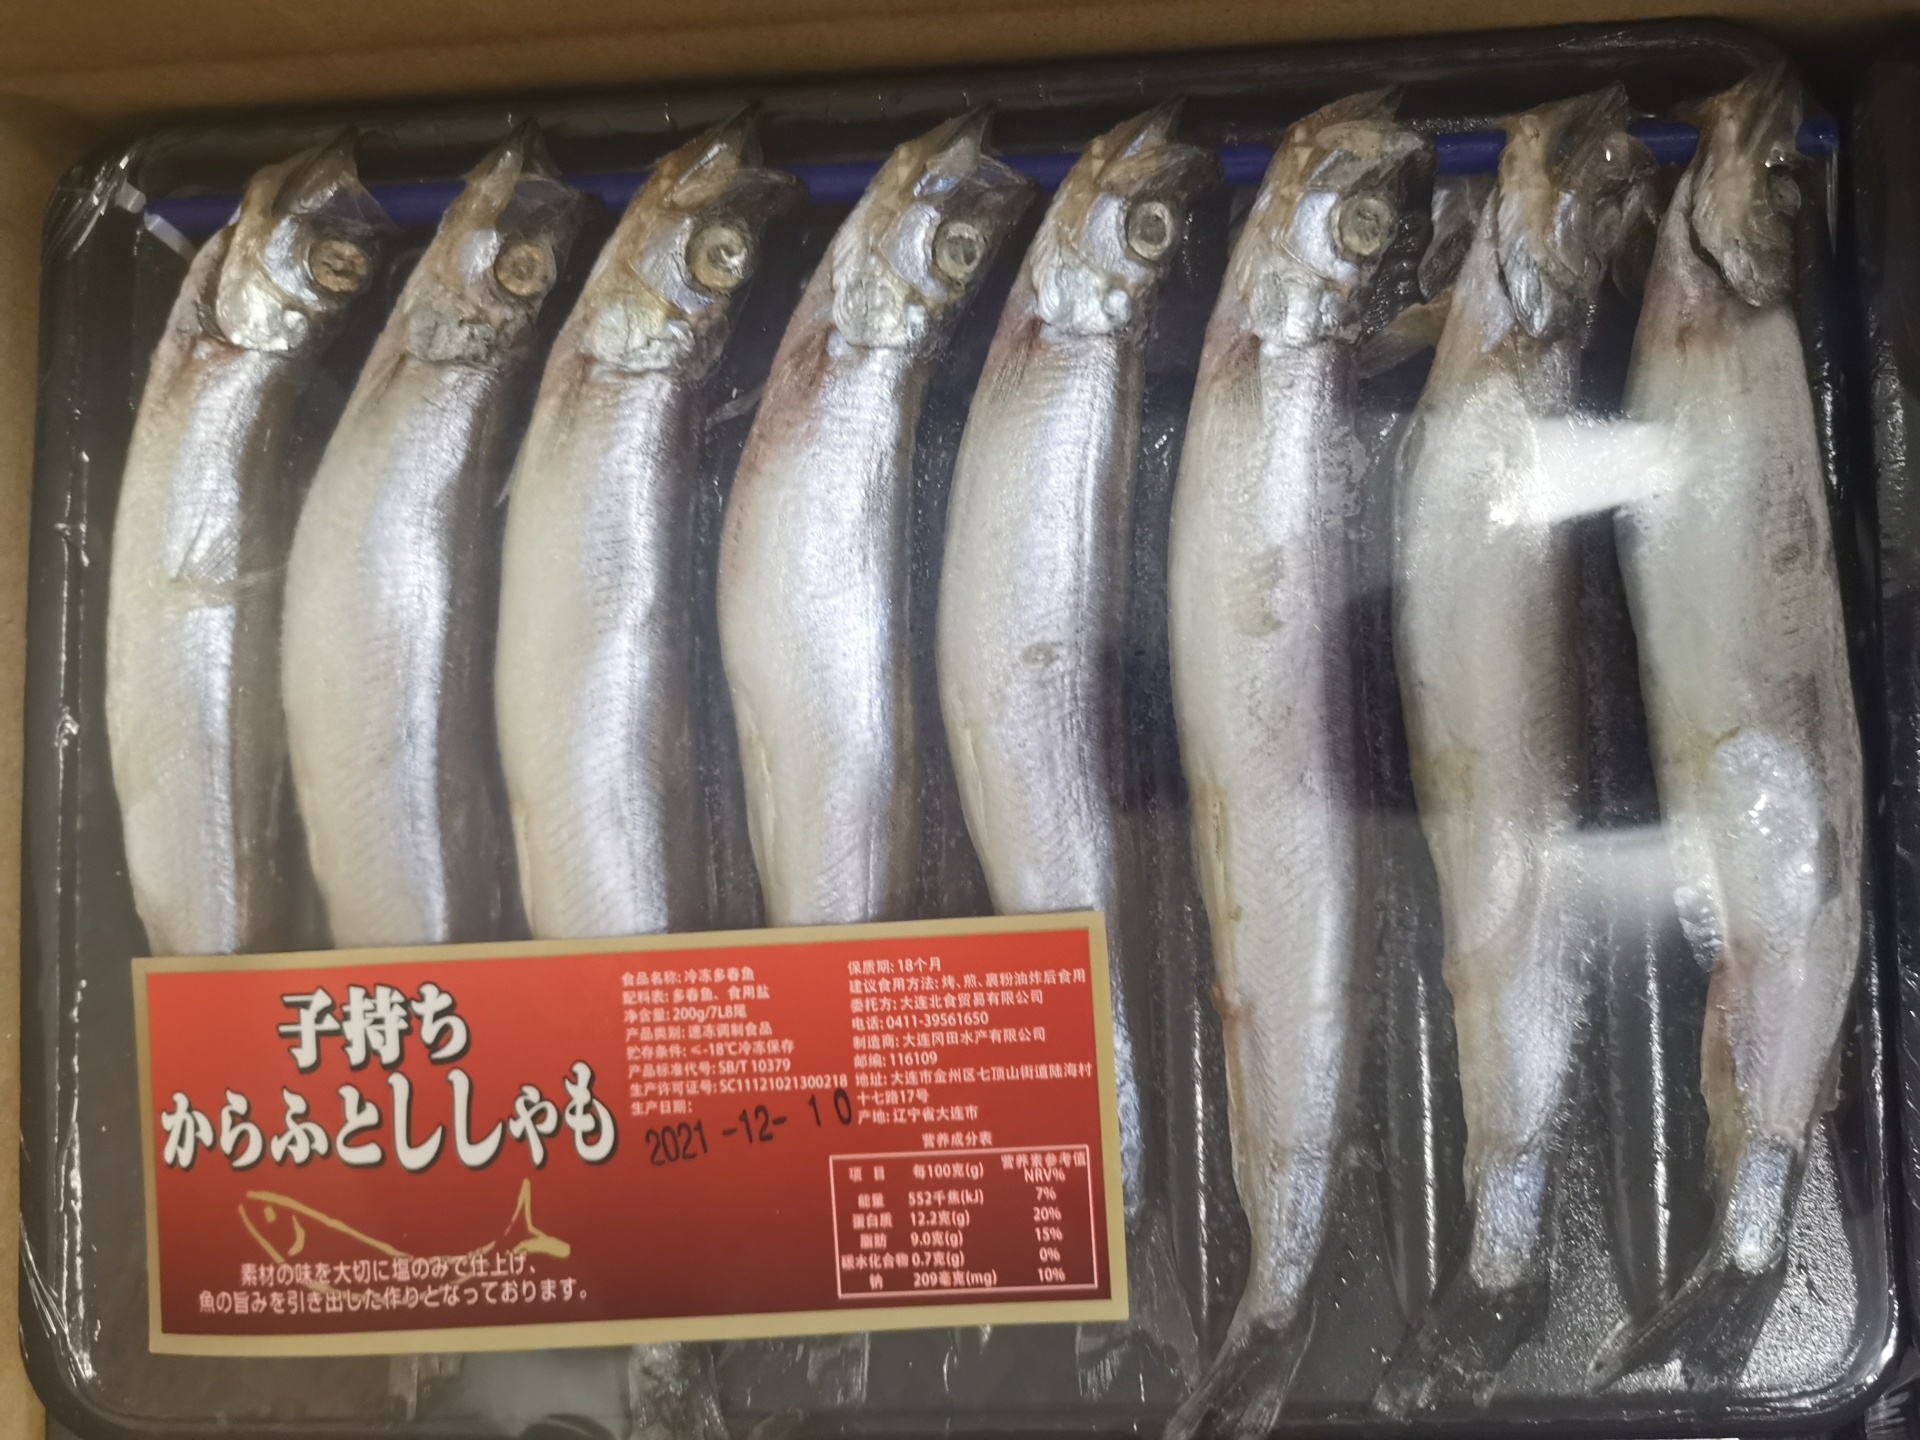 子持ち
からふとししゃも
素材の味を大切に塩のみで仕上げ、
魚の旨みを引き出した作りとなっております。
食品名称:冷冻多春鱼
配料表:多春鱼、食用盐
净含量:200g/7L8尾
产品类别:速冻调制食品
贮存条件:≤-18℃冷冻保存
产品标准代号:SB/T 10379
生产许可证号:SC11121021300218
生产日期:
2021-12-10
保质期:18个月
建议食用方法:烤、煎、裹粉油炸后食用
委托方:大连北食贸易有限公司
电话:0411-39561650
制造商:大连冈田水产有限公司
邮编:116109
地址:大连市金州区七顶山街道陆海村
十七路17号
产地:辽宁省大连市
营养成分表
项 目 每100克(g) 营养素参考值NRV%
能量 552千焦(kJ) 7%
蛋白质 12.2克(g) 20%
脂肪 9.0克(g) 15%
碳水化合物 0.7克(g) 0%
钠 209毫克(mg) 10%